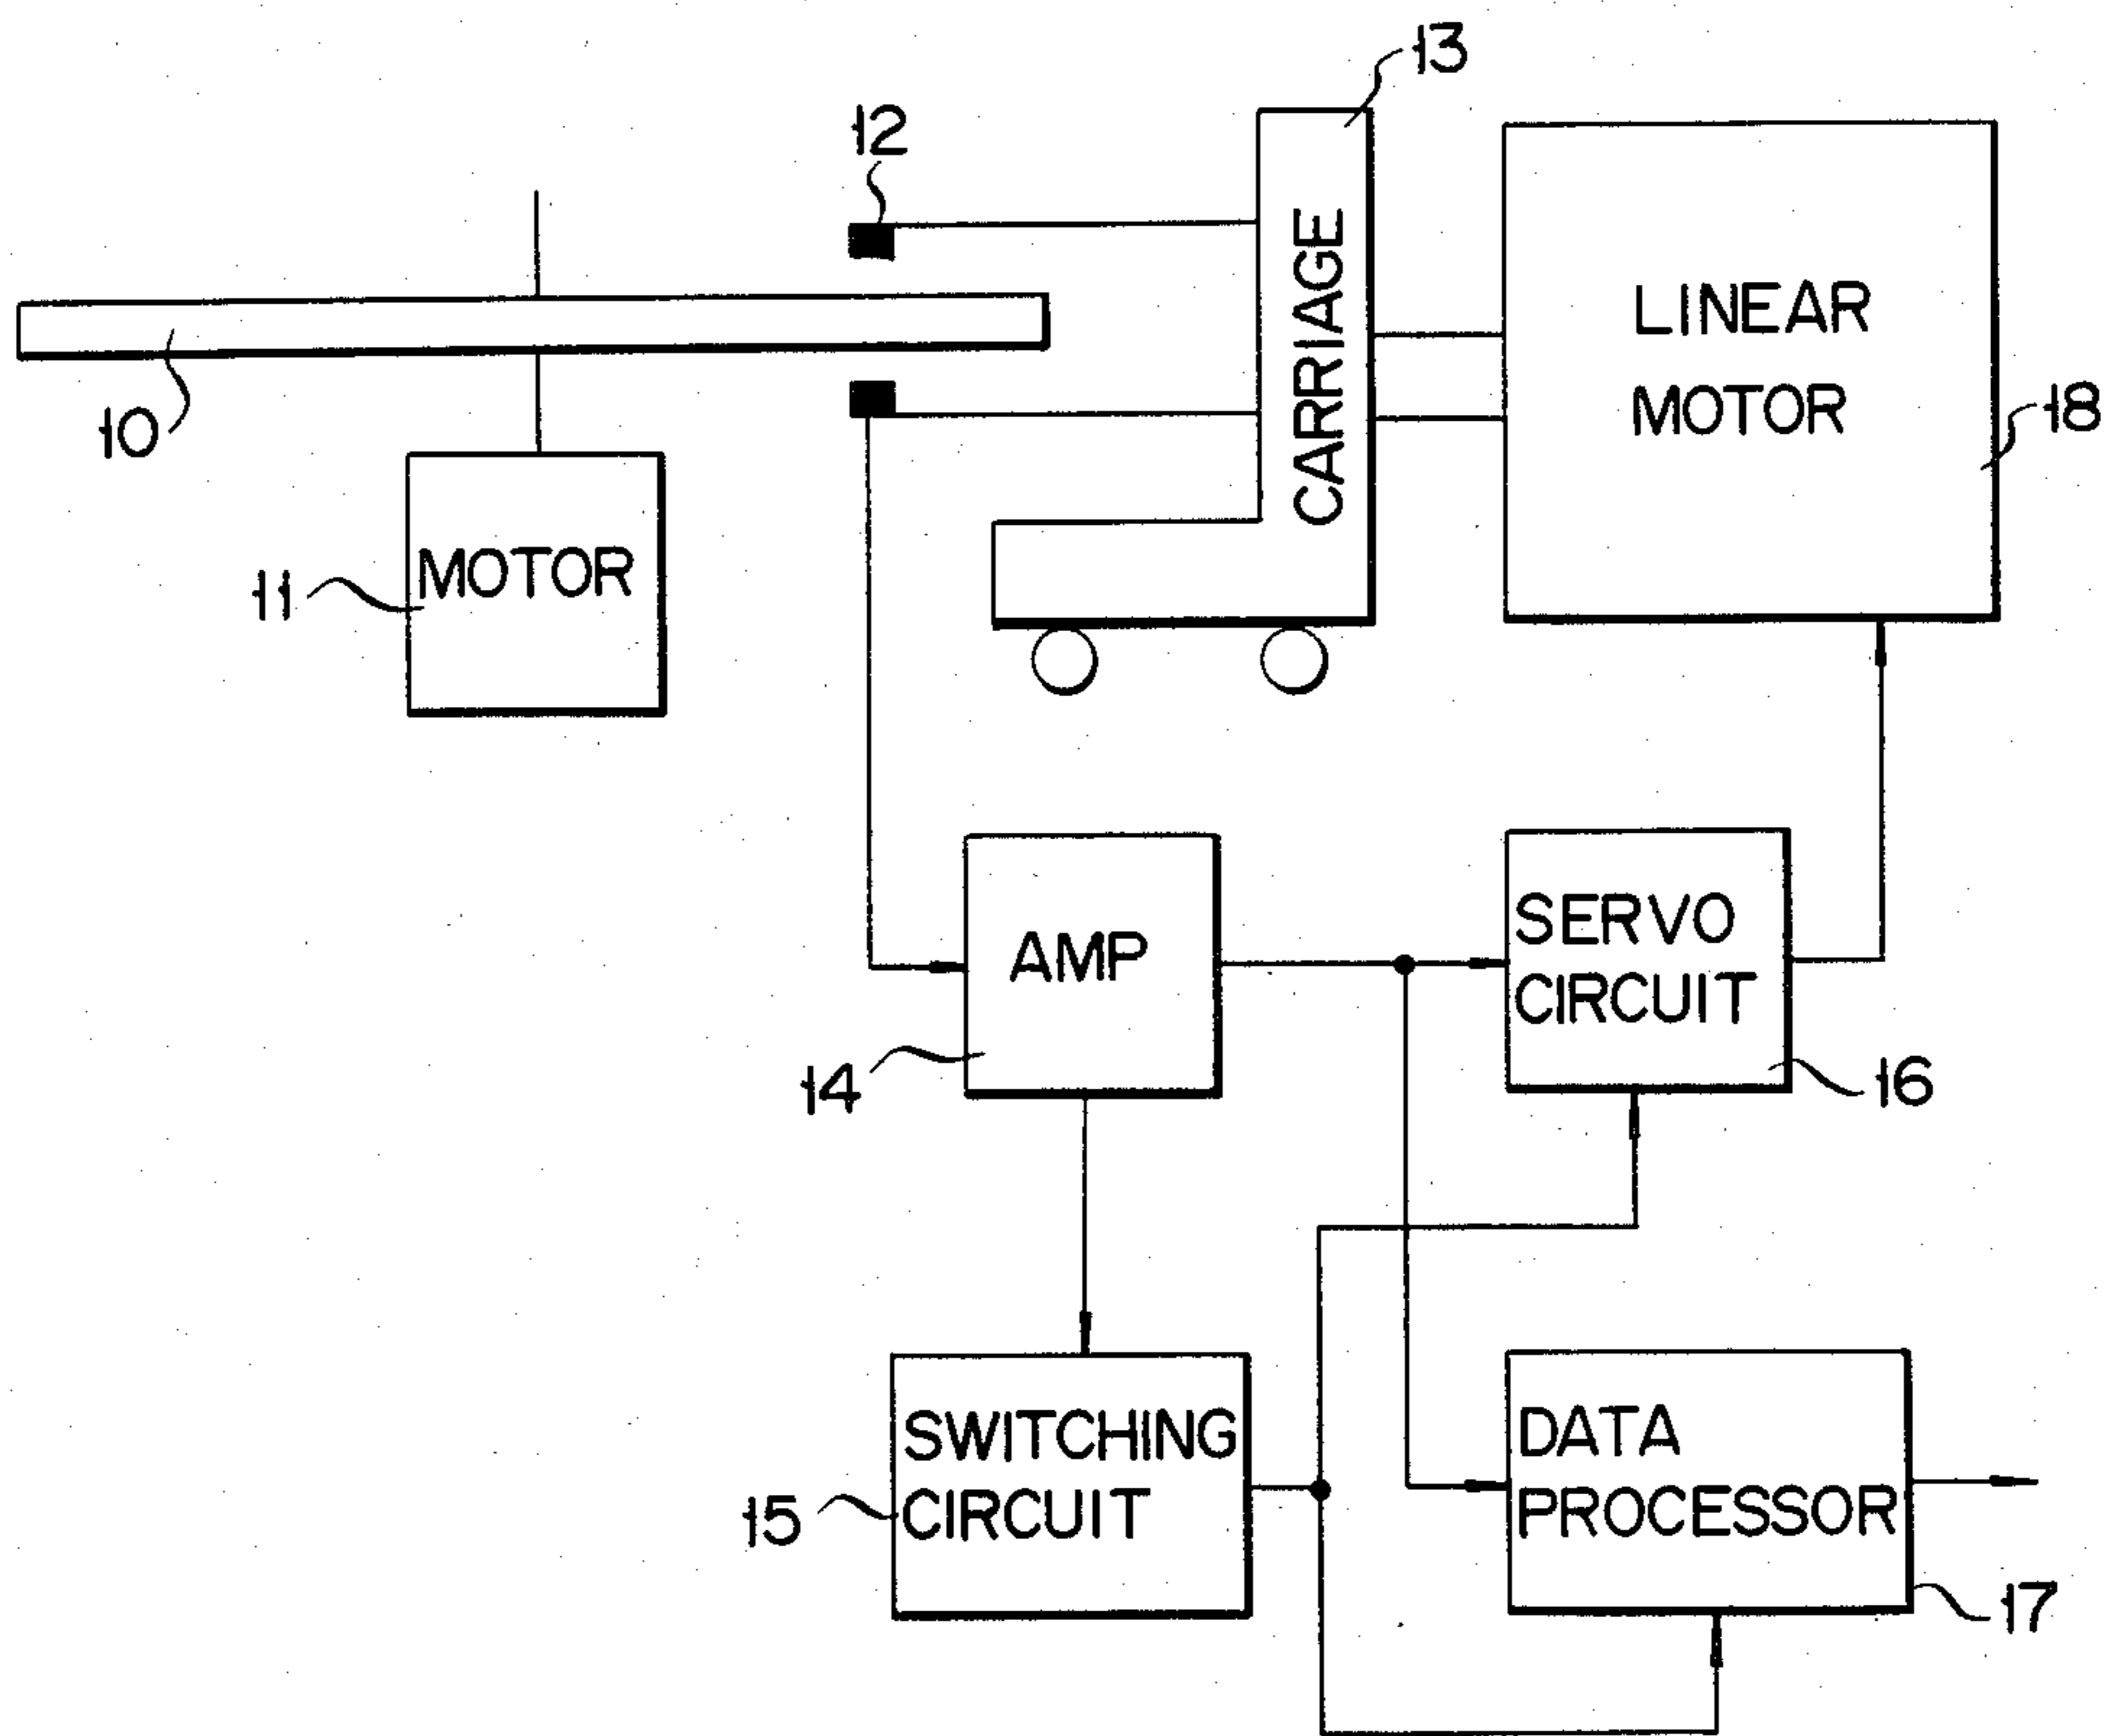 13
12
CARRIAGE
LINEAR
MOTOR
18
10
MOTOR
11
AMP
14
SERVO
CIRCUIT
16
SWITCHING
CIRCUIT
15
DATA
PROCESSOR
17